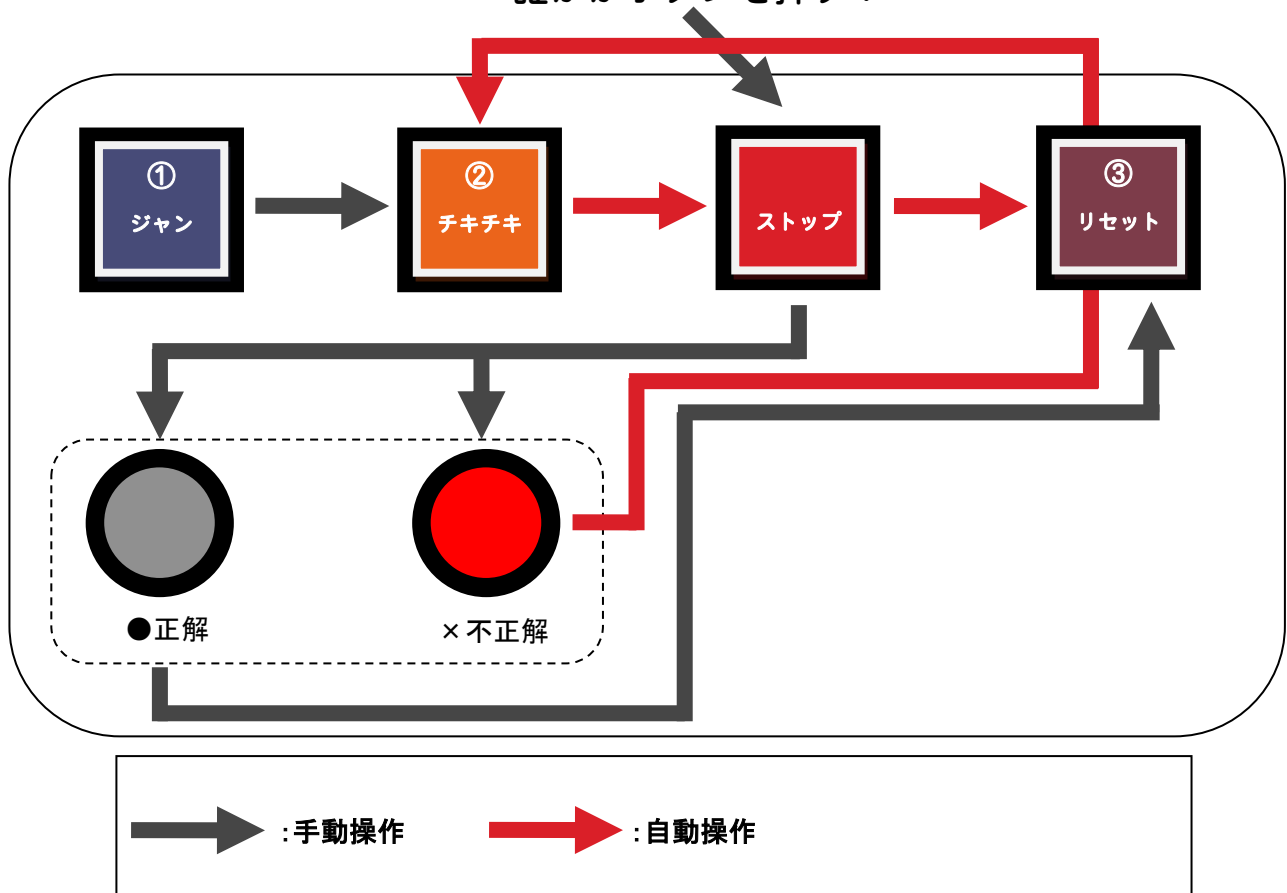 ①
ジャン
②
チキチキ
ストップ
③
リセット
●正解
×不正解
:手動操作
:自動操作